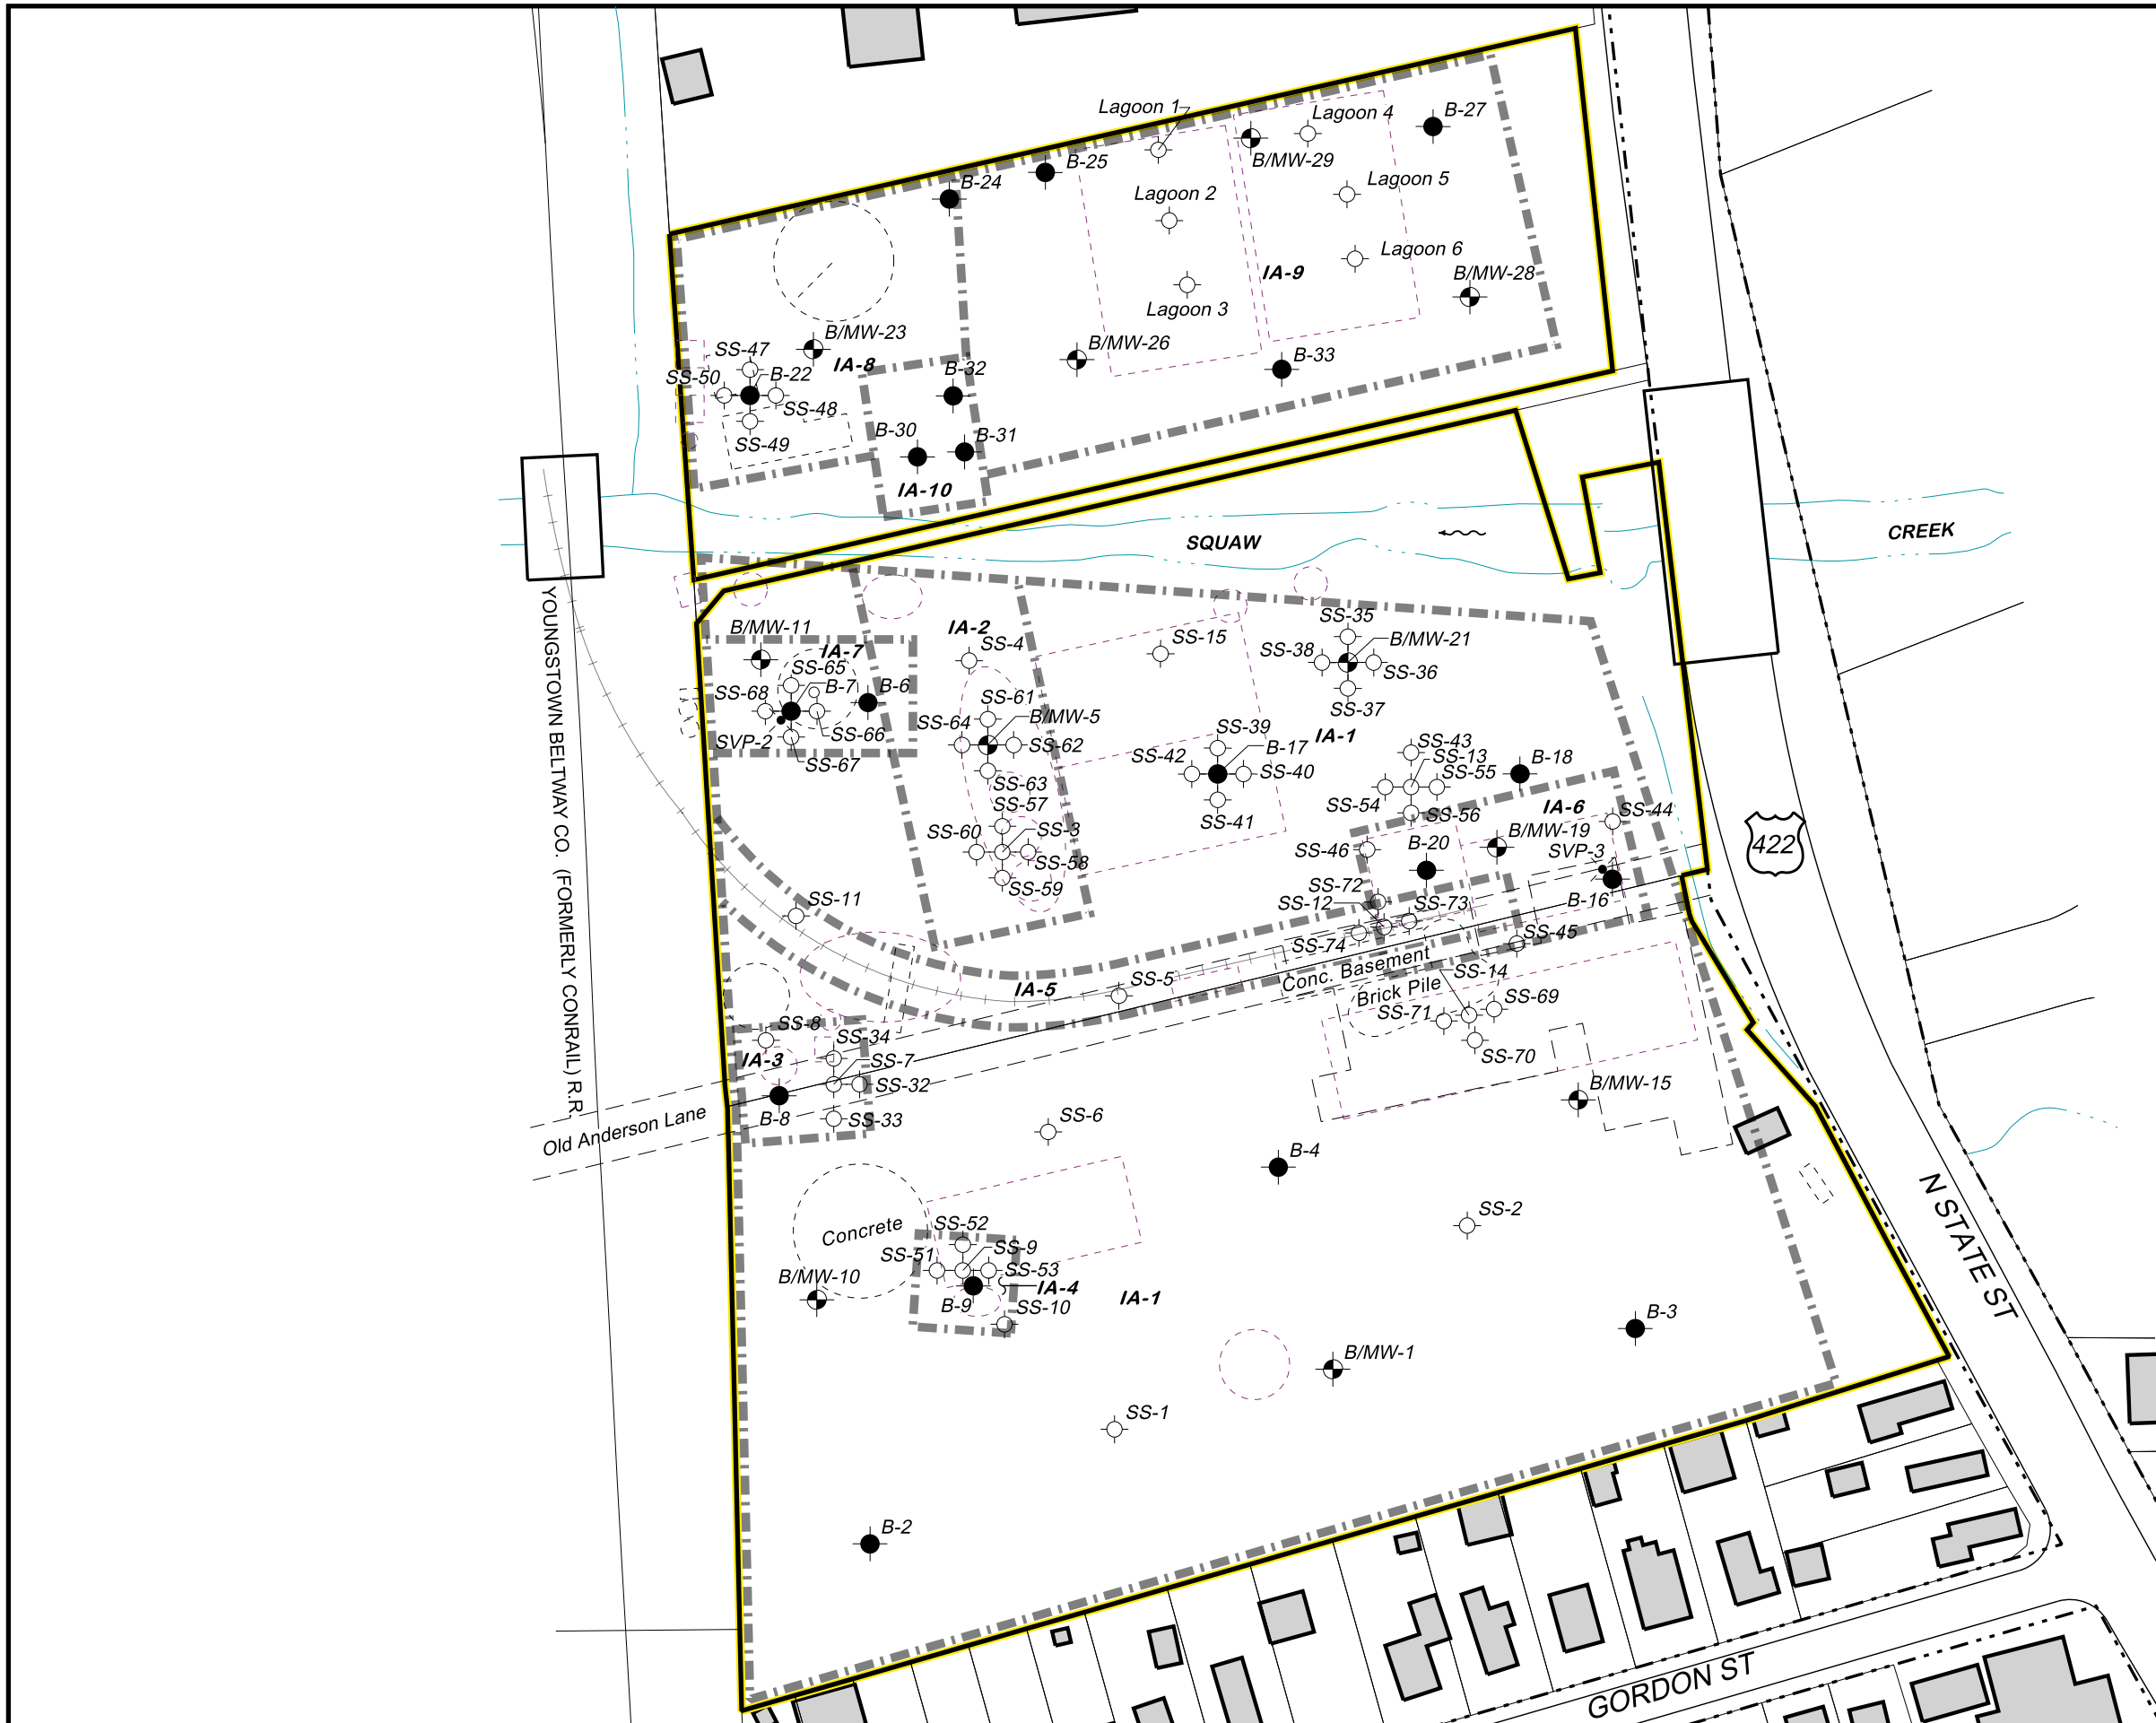 Lagoon 1
Lagoon 4
B-27
B/MW-29
B-25
B-24
Lagoon 2
Lagoon 5
Lagoon 6
IA-9
B/MW-28
Lagoon 3
B/MW-23
SS-47
IA-8
B/MW-26
B-33
SS-50
B-22
B-32
SS-48
B-30
B-31
SS-49
IA-10
SQUAW
CREEK
YOUNGSTOWN BELTWAY CO. (FORMERLY CONRAIL) R.R.
B/MW-11
IA-2
SS-4
SS-15
SS-35
B/MW-21
SS-38
SS-36
SS-37
IA-7
SS-65
SS-68
B-7
B-6
SS-61
SS-64
B/MW-5
SS-62
SVP-2
SS-66
SS-67
SS-63
SS-39
IA-1
B-17
SS-42
SS-40
SS-41
SS-43
SS-13
SS-55
B-18
SS-54
SS-56
IA-6
SS-44
SS-57
SS-60
SS-3
SS-58
SS-59
SS-46
B-20
B/MW-19
SVP-3
422
SS-72
SS-12
SS-73
B-16
SS-11
SS-74
SS-45
Conc. Basement
SS-14
Brick Pile
SS-5
IA-5
SS-69
SS-71
SS-70
SS-8
SS-34
IA-3
SS-7
SS-32
B-8
SS-33
B/MW-15
Old Anderson Lane
SS-6
B-4
SS-2
N STATE ST
Concrete
SS-52
SS-51
SS-9
SS-53
B/MW-10
IA-4
B-9
SS-10
IA-1
B-3
B/MW-1
SS-1
B-2
GORDON ST